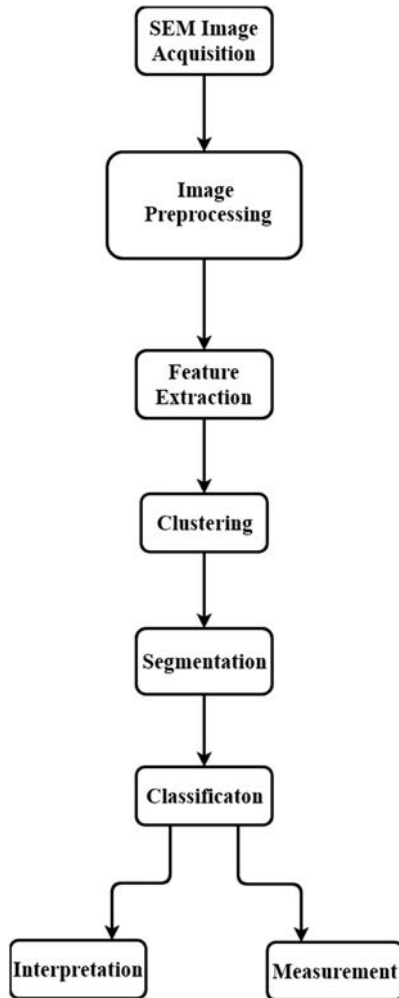 SEM Image
Acquisition
Image
Preprocessing
Feature
Extraction
Clustering
Segmentation
Classificaton
Interpretation
Measurement